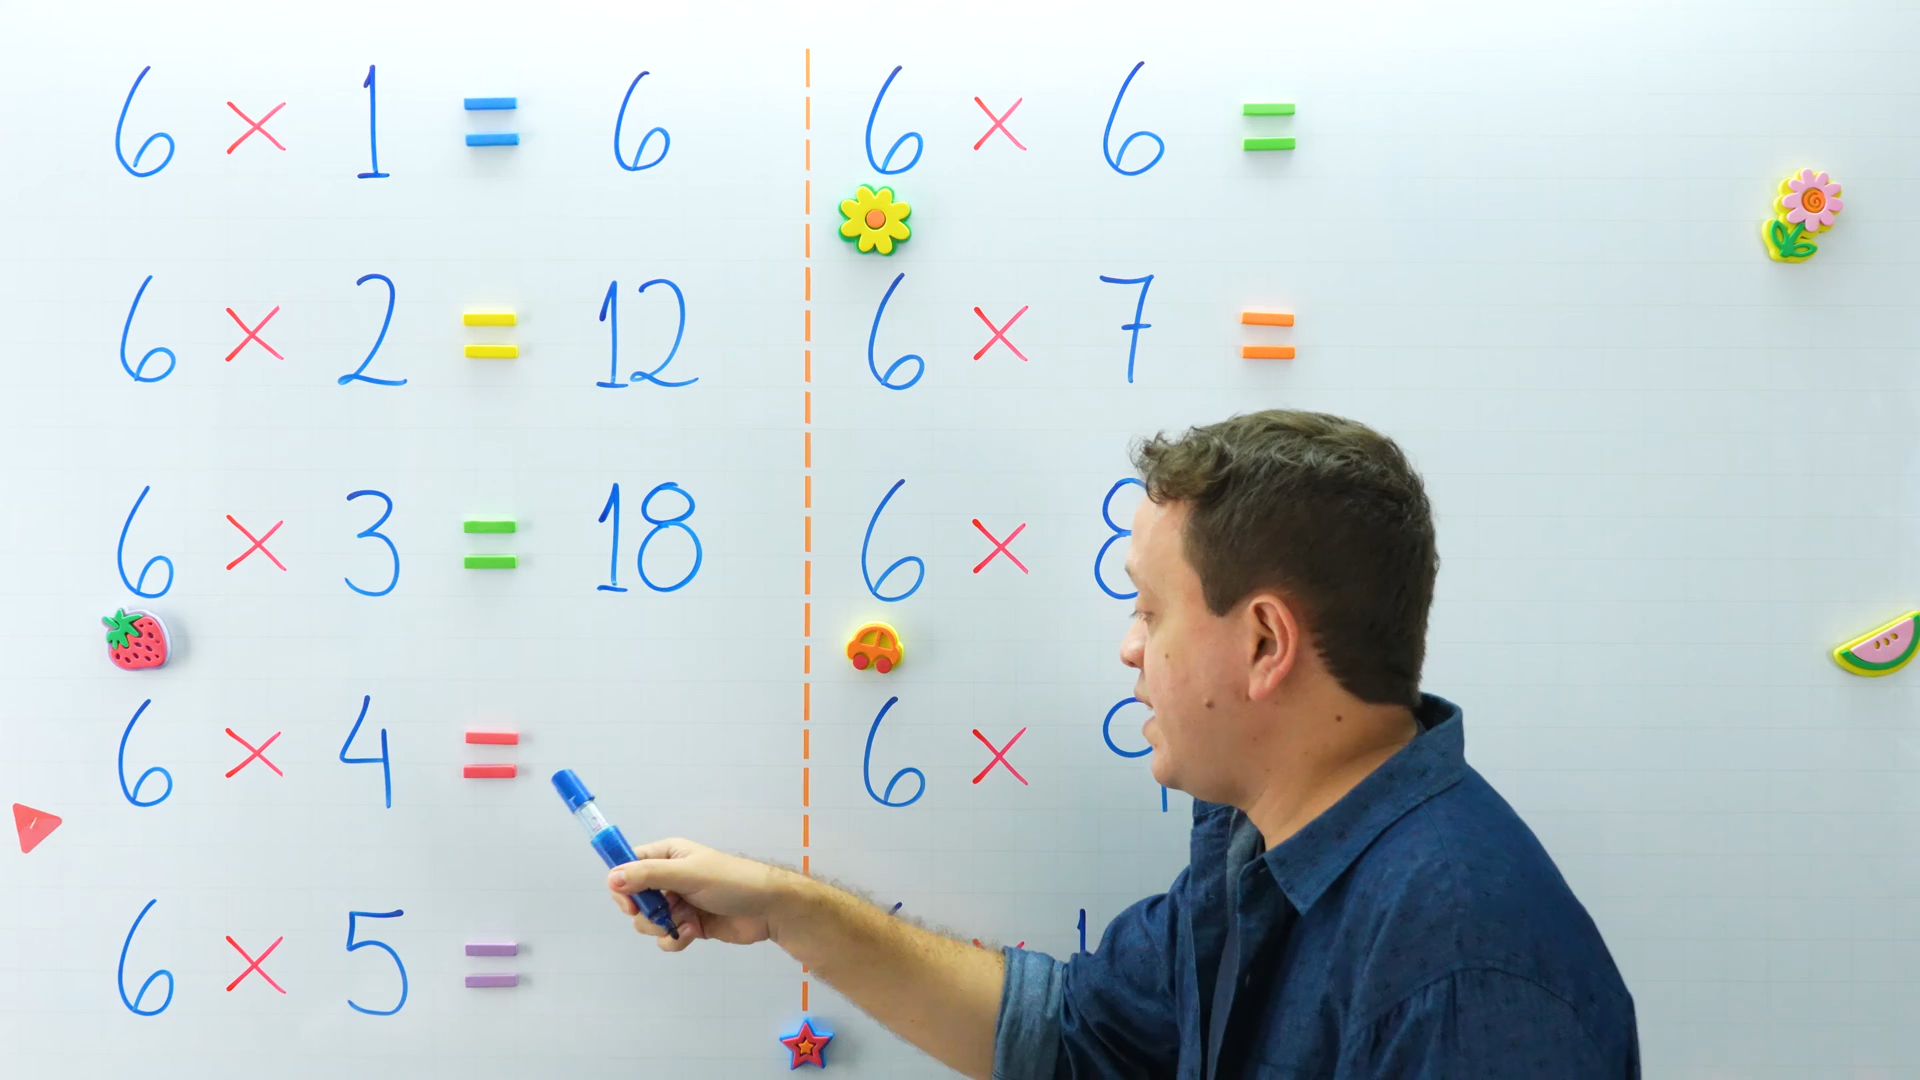 6 × 1 = 6
6 × 2 = 12
6 × 3 = 18
6 × 4 =
6 × 5 =
6 × 6 =
6 × 7 =
6 × 8
6 × 9